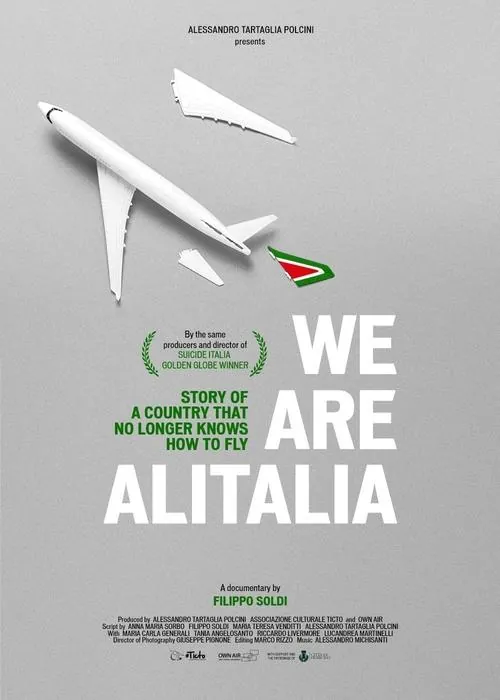 ALESSANDRO TARTAGLIA POLCINI
presents
By the same
producers and director of
SUICIDE ITALIA
GOLDEN GLOBE WINNER
STORY OF
A COUNTRY THAT
NO LONGER KNOWS
HOW TO FLY
WE
ARE
ALITALIA
A documentary by
FILIPPO SOLDI
Produced by ALESSANDRO TARTAGLIA POLCINI ASSOCIAZIONE CULTURALE TICTO and OWN AIR
Script by ANNA MARIA SORBO FILIPPO SOLDI MARIA TERESA VENDITTI ALESSANDRO TARTAGLIA POLCINI
With MARIA CARLA GENERALI TANIA ANGELOSANTO RICCARDO LIVERMORE LUCANDREA MARTINELLI
Director of Photography GIUSEPPE PIGNONE Editing MARCO RIZZO Music ALESSANDRO MICHISANTI
#Ticto OWN AIR